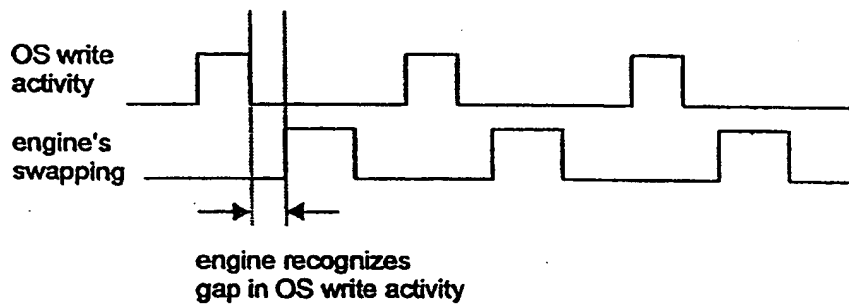 OS write
activity
engine's
swapping
engine recognizes
gap in OS write activity